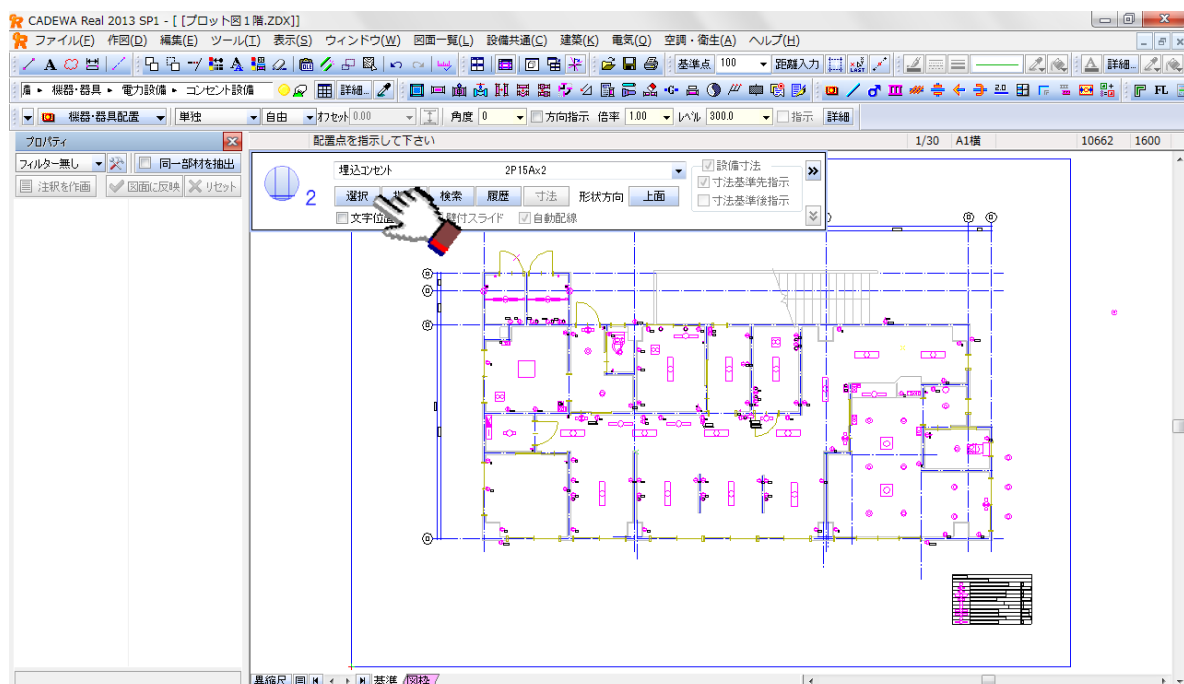 CADEWA Real 2013 SP1 - [ [プロット図1階.ZDX]]
ファイル(F) 作図(D) 編集(E) ツール(T) 表示(S) ウィンドウ(W) 図面一覧(L) 設備共通(C) 建築(K) 電気(Q) 空調・衛生(A) ヘルプ(H)
基準点 100 距離入力 詳細...
機器・器具 ▸ 電力設備 ▸ コンセント設備 詳細... FL
機器・器具配置 単独 自由 オフセット 0.00 角度 0 方向指示 倍率 1.00 レベル 300.0 指示 詳細
プロパティ 配置点を指示して下さい 1/30 A1横 10662 1600
フィルター無し 同一部材を抽出
注釈を作画 図面に反映 リセット
埋込コンセント 2P15Ax2 設備寸法
2 選択 検索 履歴 寸法 形状方向 上面 寸法基準先指示
寸法基準後指示
文字位置 壁付スライド 自動配線
異縮尺 基準 図枠